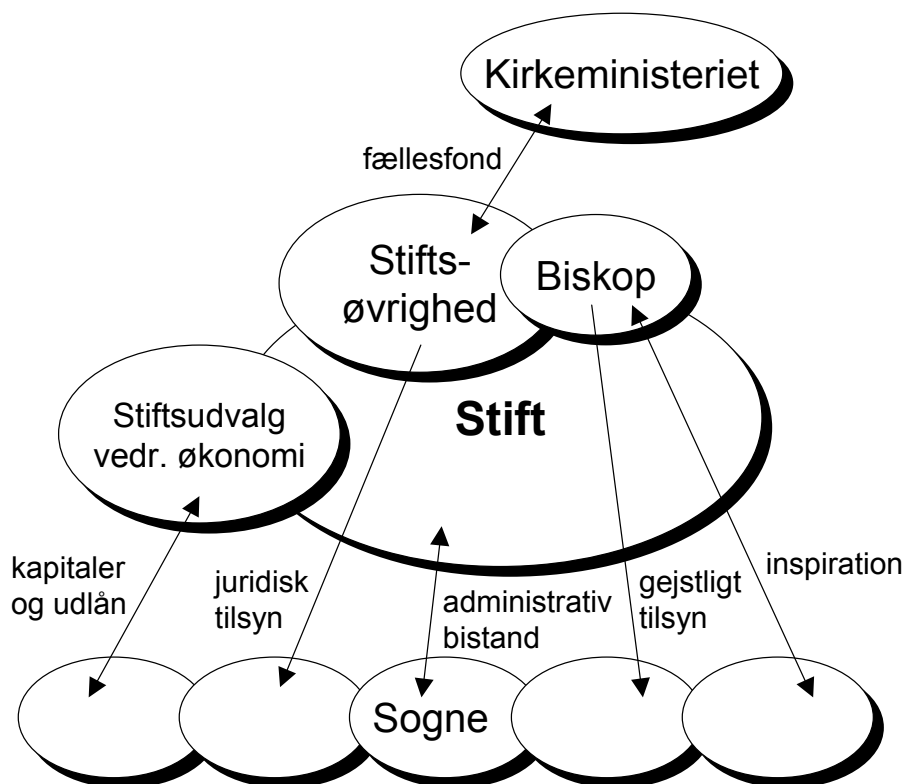 Kirkeministeriet
fællesfond
Stifts-
øvrighed
Biskop
Stiftsudvalg
vedr. økonomi
Stift
kapitaler
og udlån
juridisk
tilsyn
administrativ
bistand
gejstligt
tilsyn
inspiration
Sogne